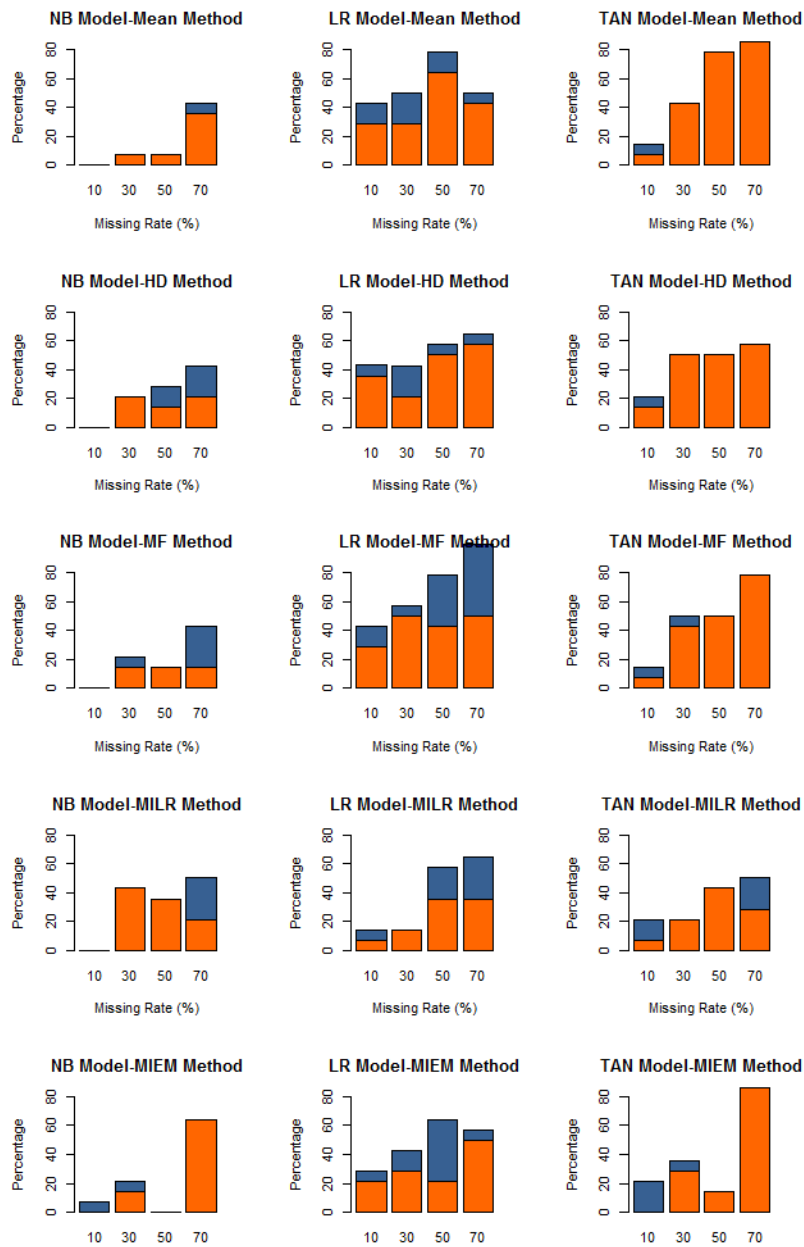 NB Model-Mean Method
LR Model-Mean Method
TAN Model-Mean Method
Percentage
0 20 40 60 80
10 30 50 70
Missing Rate (%)
Percentage
0 20 40 60 80
10 30 50 70
Missing Rate (%)
Percentage
0 20 40 60 80
10 30 50 70
Missing Rate (%)
NB Model-HD Method
LR Model-HD Method
TAN Model-HD Method
Percentage
0 20 40 60 80
10 30 50 70
Missing Rate (%)
Percentage
0 20 40 60 80
10 30 50 70
Missing Rate (%)
Percentage
0 20 40 60 80
10 30 50 70
Missing Rate (%)
NB Model-MF Method
LR Model-MF Method
TAN Model-MF Method
Percentage
0 20 40 60 80
10 30 50 70
Missing Rate (%)
Percentage
0 20 40 60 80
10 30 50 70
Missing Rate (%)
Percentage
0 20 40 60 80
10 30 50 70
Missing Rate (%)
NB Model-MILR Method
LR Model-MILR Method
TAN Model-MILR Method
Percentage
0 20 40 60 80
10 30 50 70
Missing Rate (%)
Percentage
0 20 40 60 80
10 30 50 70
Missing Rate (%)
Percentage
0 20 40 60 80
10 30 50 70
Missing Rate (%)
NB Model-MIEM Method
LR Model-MIEM Method
TAN Model-MIEM Method
Percentage
0 20 40 60 80
10 30 50 70
Missing Rate (%)
Percentage
0 20 40 60 80
10 30 50 70
Missing Rate (%)
Percentage
0 20 40 60 80
10 30 50 70
Missing Rate (%)